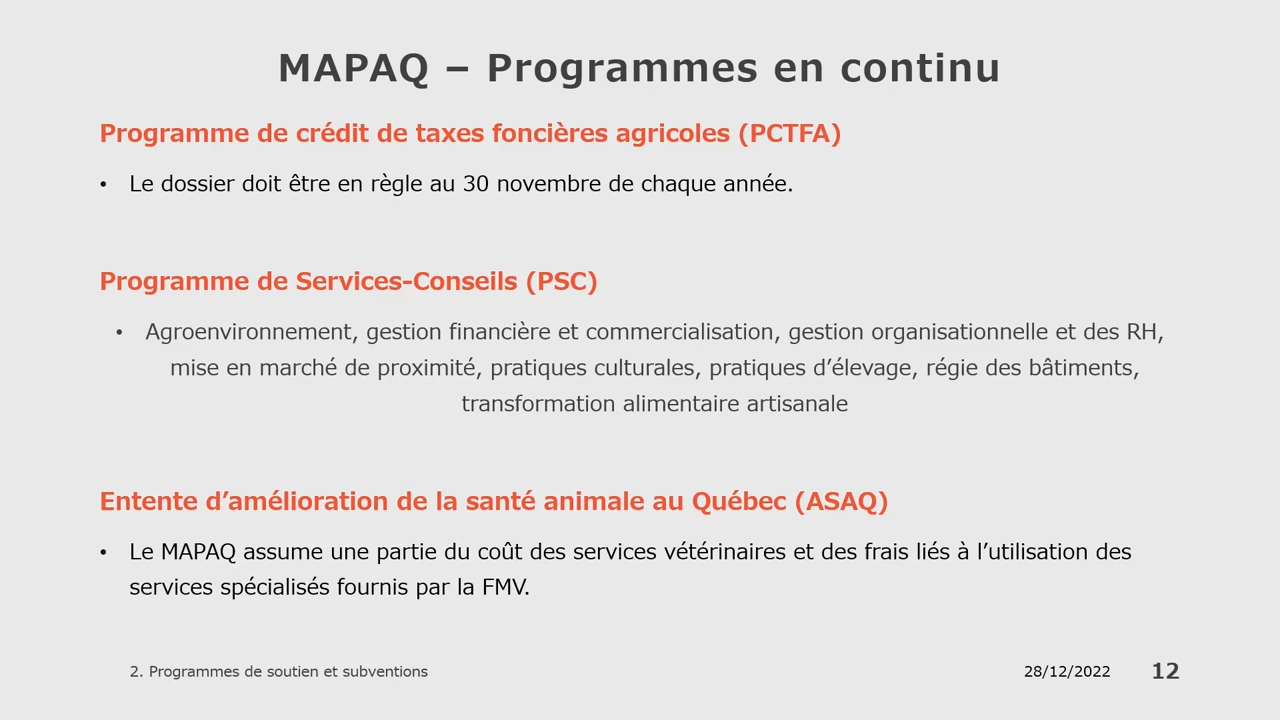 MAPAQ – Programmes en continu
Programme de crédit de taxes foncières agricoles (PCTFA)
• Le dossier doit être en règle au 30 novembre de chaque année.
Programme de Services-Conseils (PSC)
• Agroenvironnement, gestion financière et commercialisation, gestion organisationnelle et des RH,
mise en marché de proximité, pratiques culturales, pratiques d’élevage, régie des bâtiments,
transformation alimentaire artisanale
Entente d’amélioration de la santé animale au Québec (ASAQ)
• Le MAPAQ assume une partie du coût des services vétérinaires et des frais liés à l’utilisation des
services spécialisés fournis par la FMV.
2. Programmes de soutien et subventions
28/12/2022
12